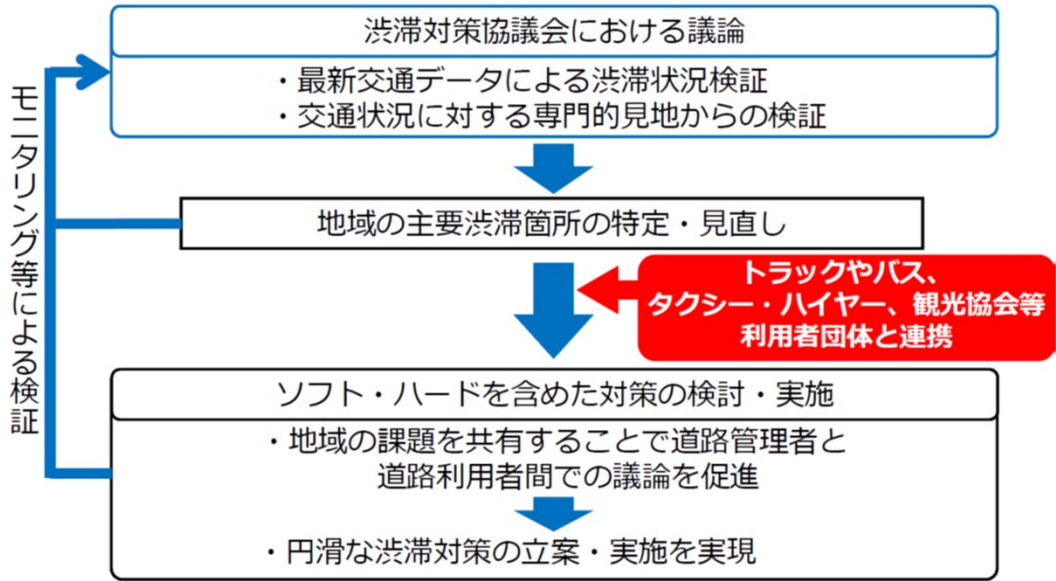 渋滞対策協議会における議論
・最新交通データによる渋滞状況検証
・交通状況に対する専門的見地からの検証
モニタリング等による検証
地域の主要渋滞箇所の特定・見直し
トラックやバス、
タクシー・ハイヤー、観光協会等
利用者団体と連携
ソフト・ハードを含めた対策の検討・実施
・地域の課題を共有することで道路管理者と
道路利用者間での議論を促進
・円滑な渋滞対策の立案・実施を実現